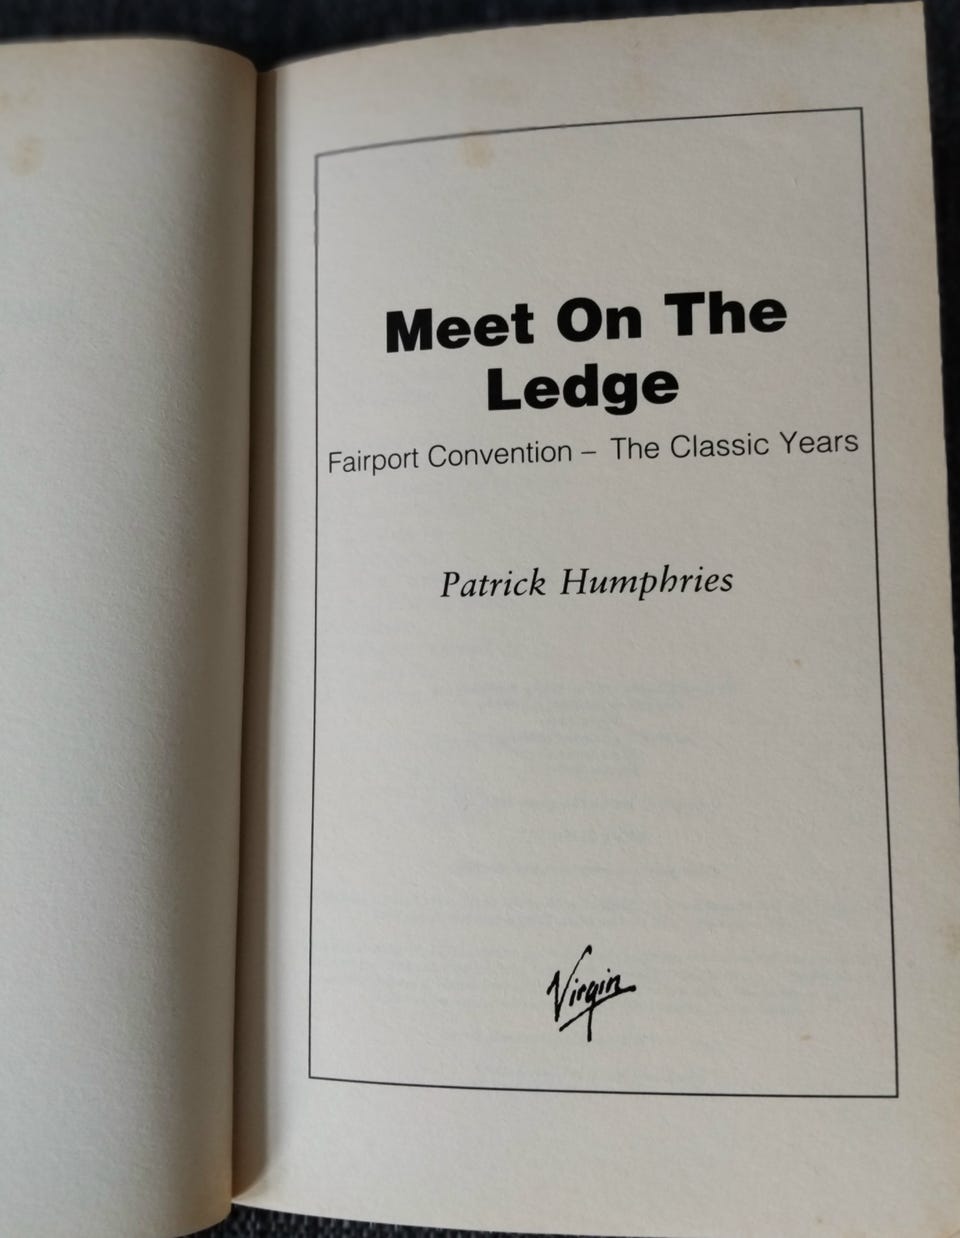 Meet On The
Ledge
Fairport Convention – The Classic Years
Patrick Humphries
Virgin